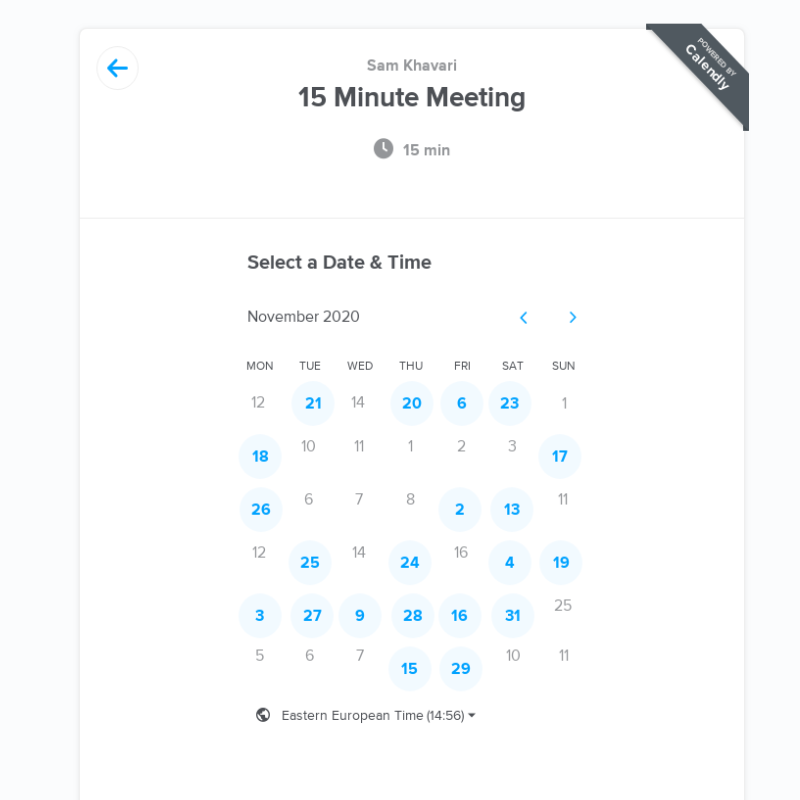 Sam Khavari
POWERED BY
Calendly
15 Minute Meeting
15 min
Select a Date & Time
November 2020
MON TUE WED THU FRI SAT SUN
12 21 14 20 6 23 1
18 10 11 1 2 3 17
26 6 7 8 2 13 11
12 25 14 24 16 4 19
3 27 9 28 16 31 25
5 6 7 15 29 10 11
Eastern European Time (14:56)